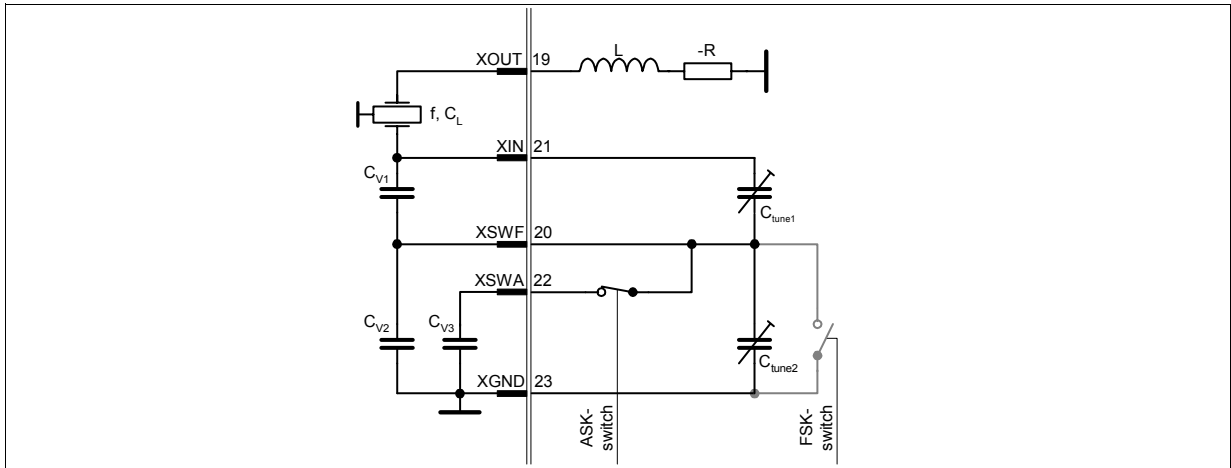 XOUT 19 L -R
f, C_L
XIN 21
C_V1
C_tune1
XSWF 20
XSWA 22
C_V2 C_V3
C_tune2
XGND 23
ASK-
switch
FSK-
switch